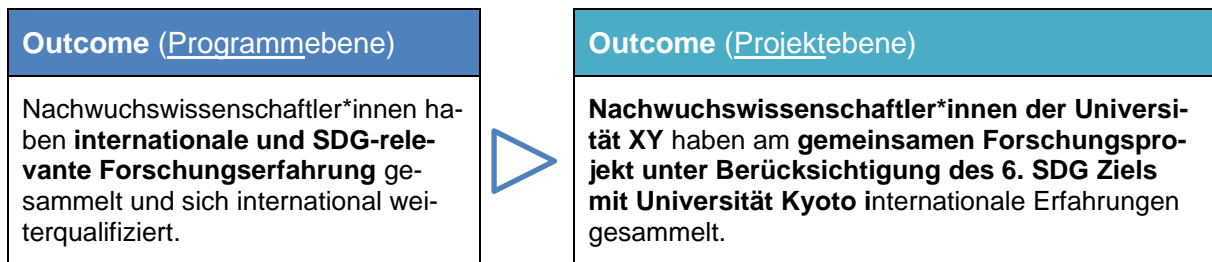 Outcome (Programmebene)
Nachwuchswissenschaftler*innen ha-
ben internationale und SDG-rele-
vante Forschungserfahrung ge-
sammelt und sich international wei-
terqualifiziert.
Outcome (Projektebene)
Nachwuchswissenschaftler*innen der Universi-
tät XY haben am gemeinsamen Forschungspro-
jekt unter Berücksichtigung des 6. SDG Ziels
mit Universität Kyoto internationale Erfahrungen
gesammelt.